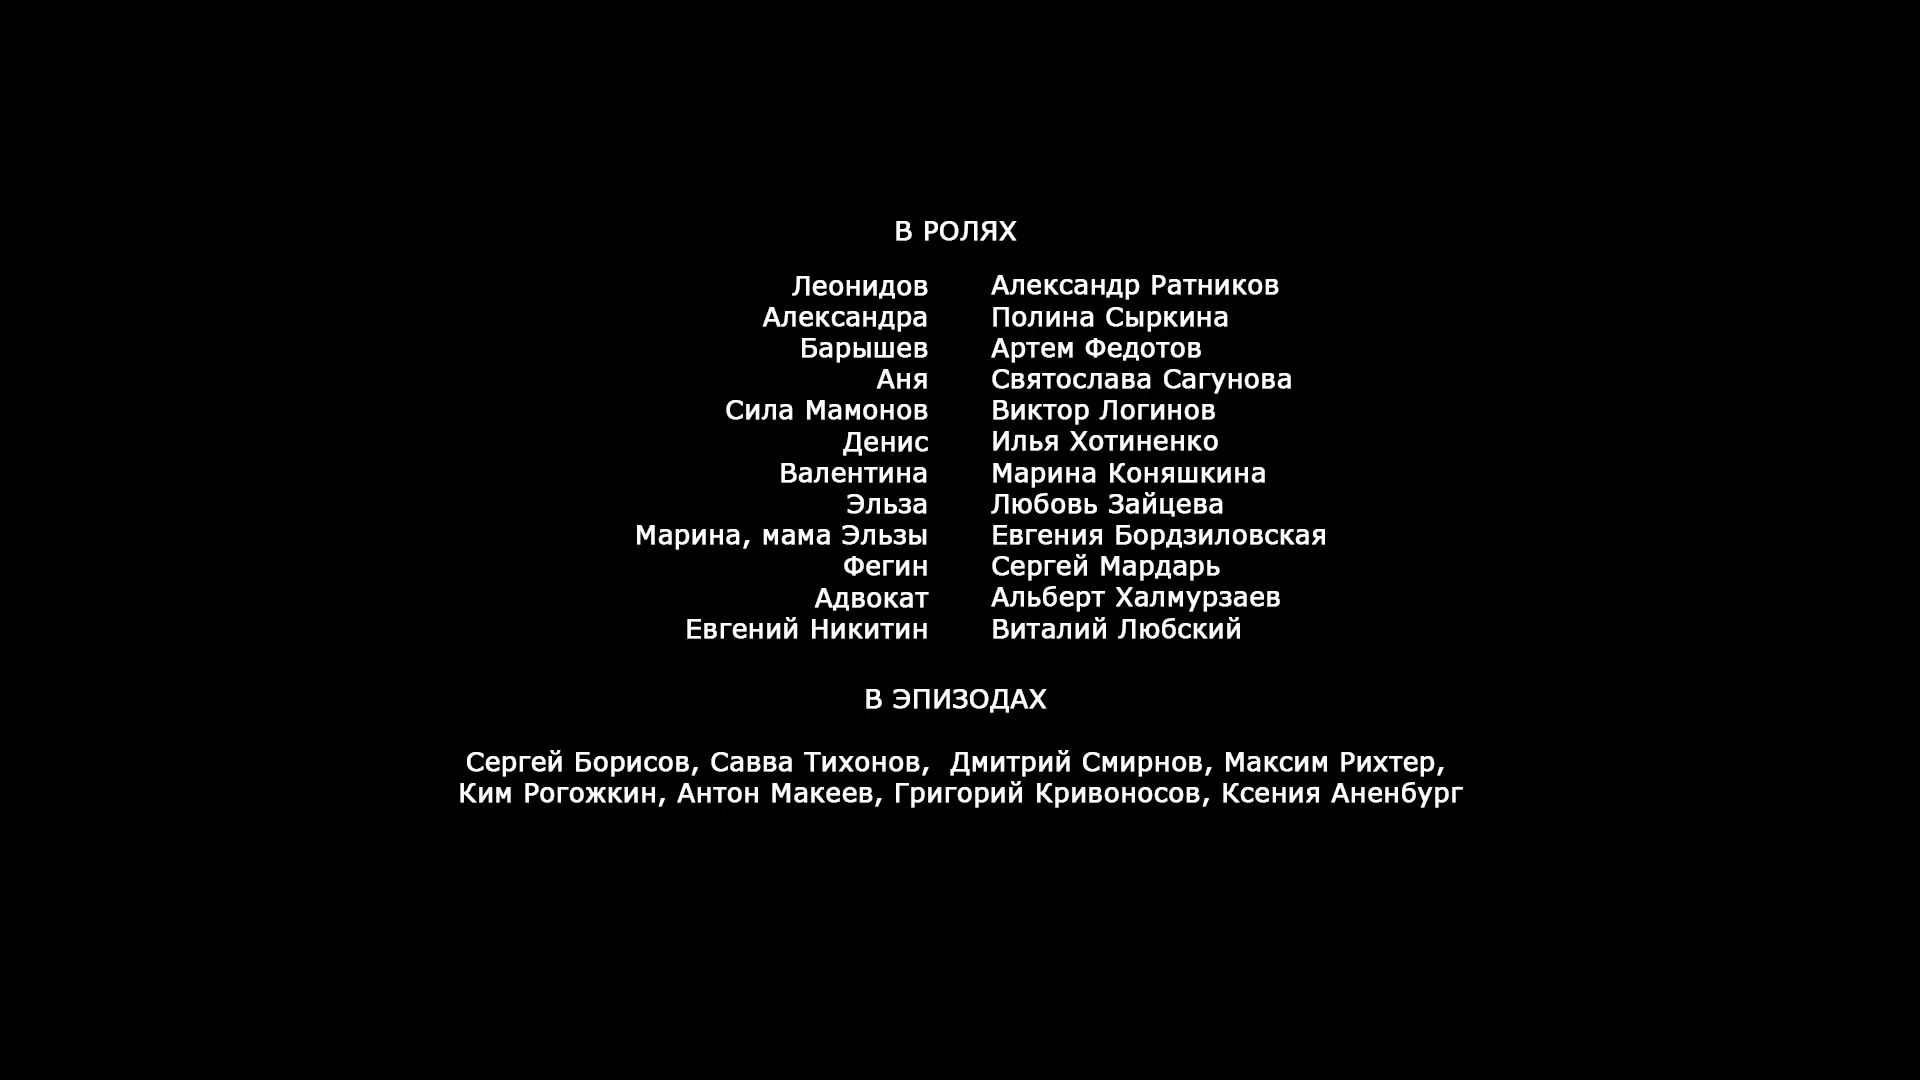 В РОЛЯХ
Леонидов Александр Ратников
Александра Полина Сыркина
Барышев Артем Федотов
Аня Святослава Сагунова
Сила Мамонов Виктор Логинов
Денис Илья Хотиненко
Валентина Марина Коняшкина
Эльза Любовь Зайцева
Марина, мама Эльзы Евгения Бордзиловская
Фегин Сергей Мардарь
Адвокат Альберт Халмурзаев
Евгений Никитин Виталий Любский
В ЭПИЗОДАХ
Сергей Борисов, Савва Тихонов, Дмитрий Смирнов, Максим Рихтер,
Ким Рогожкин, Антон Макеев, Григорий Кривоносов, Ксения Аненбург